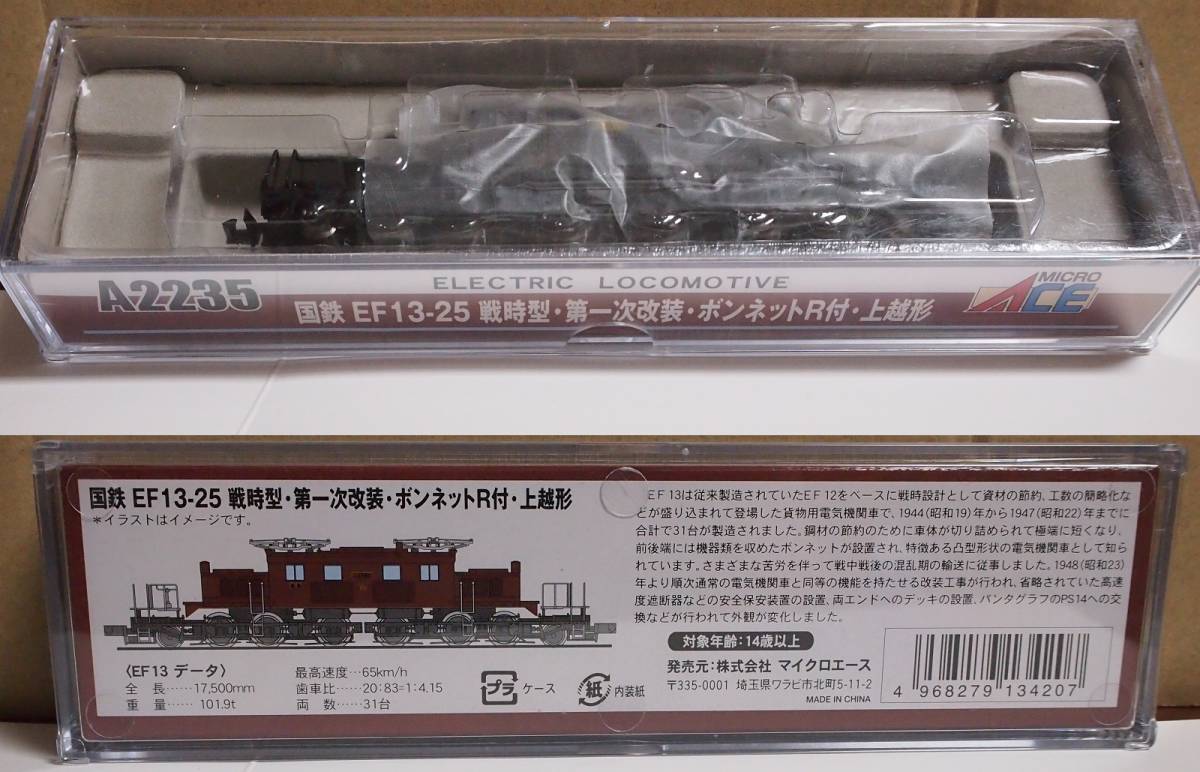 ELECTRIC LOCOMOTIVE
A2235
国鉄 EF13-25 戦時型・第一次改装・ボンネットR付・上越形
MICRO
ACE
国鉄 EF13-25 戦時型・第一次改装・ボンネットR付・上越形
*イラストはイメージです。
EF13は従来製造されていたEF12をベースに戦時設計として資材の節約、工数の簡略化な
どが盛り込まれて登場した貨物用電気機関車で、1944(昭和19)年から1947(昭和22)年までに
合計で31台が製造されました。鋼材の節約のために車体が切り詰められて極端に短くなり、
前後端には機器類を収めたボンネットが設置され、特徴ある凸型形状の電気機関車として知ら
れています。さまざまな苦労を伴って戦中戦後の混乱期の輸送に従事しました。1948(昭和23)
年より順次通常の電気機関車と同等の機能を持たせる改装工事が行われ、省略されていた高速
度遮断器などの安全保安装置の設置、両エンドへのデッキの設置、パンタグラフのPS14への交
換などが行われて外観が変化しました。
〈EF13 データ〉
全 長……17,500mm
重 量…… 101.9t
最高速度…65km/h
歯車比…20:83=1:4.15
両 数……31台
プラ ケース
紙 内装紙
対象年齢:14歳以上
発売元:株式会社 マイクロエース
〒335-0001 埼玉県ワラビ市北町5-11-2
MADE IN CHINA
4 968279 134207